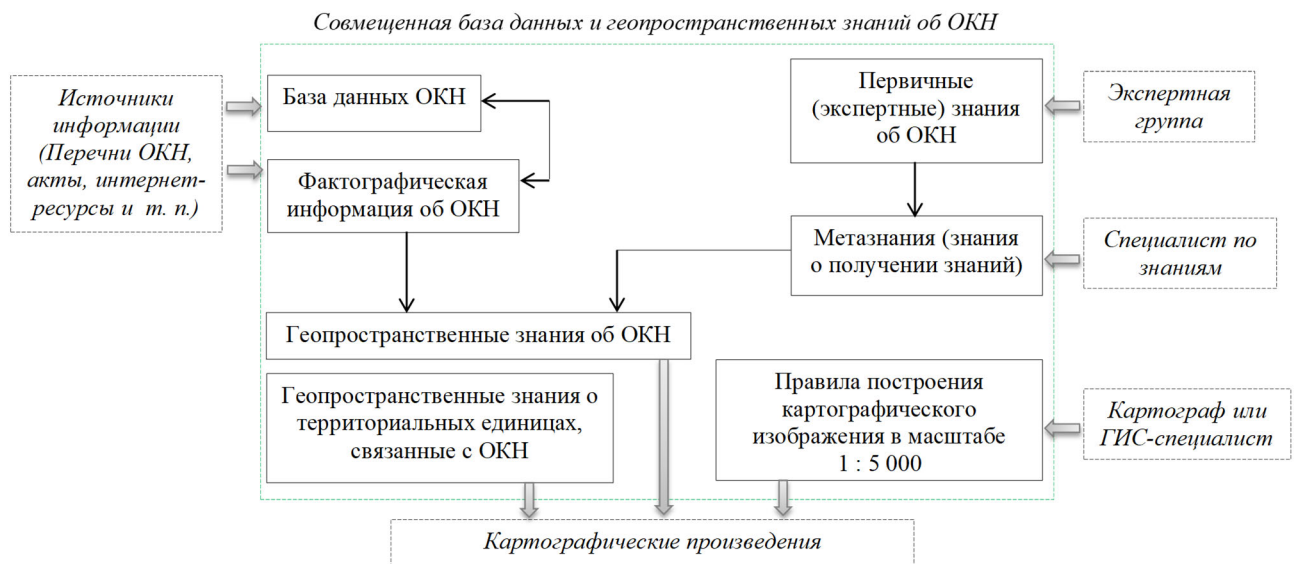 Совмещенная база данных и геопространственных знаний об ОКН
Источники
информации
(Перечни ОКН,
акты, интернет-
ресурсы и т. п.)
База данных ОКН
Фактографическая
информация об ОКН
Первичные
(экспертные) знания
об ОКН
Экспертная
группа
Метазнания (знания
о получении знаний)
Специалист по
знаниям
Геопространственные знания об ОКН
Геопространственные знания о
территориальных единицах,
связанные с ОКН
Правила построения
картографического
изображения в масштабе
1 : 5 000
Картограф или
ГИС-специалист
Картографические произведения